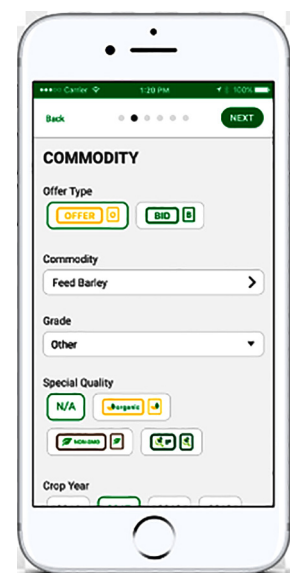 Carrier 1:20 PM 100%
Back NEXT
COMMODITY
Offer Type
OFFER O BID B
Commodity
Feed Barley
Grade
Other
Special Quality
N/A organic
NON-GMO IP
Crop Year